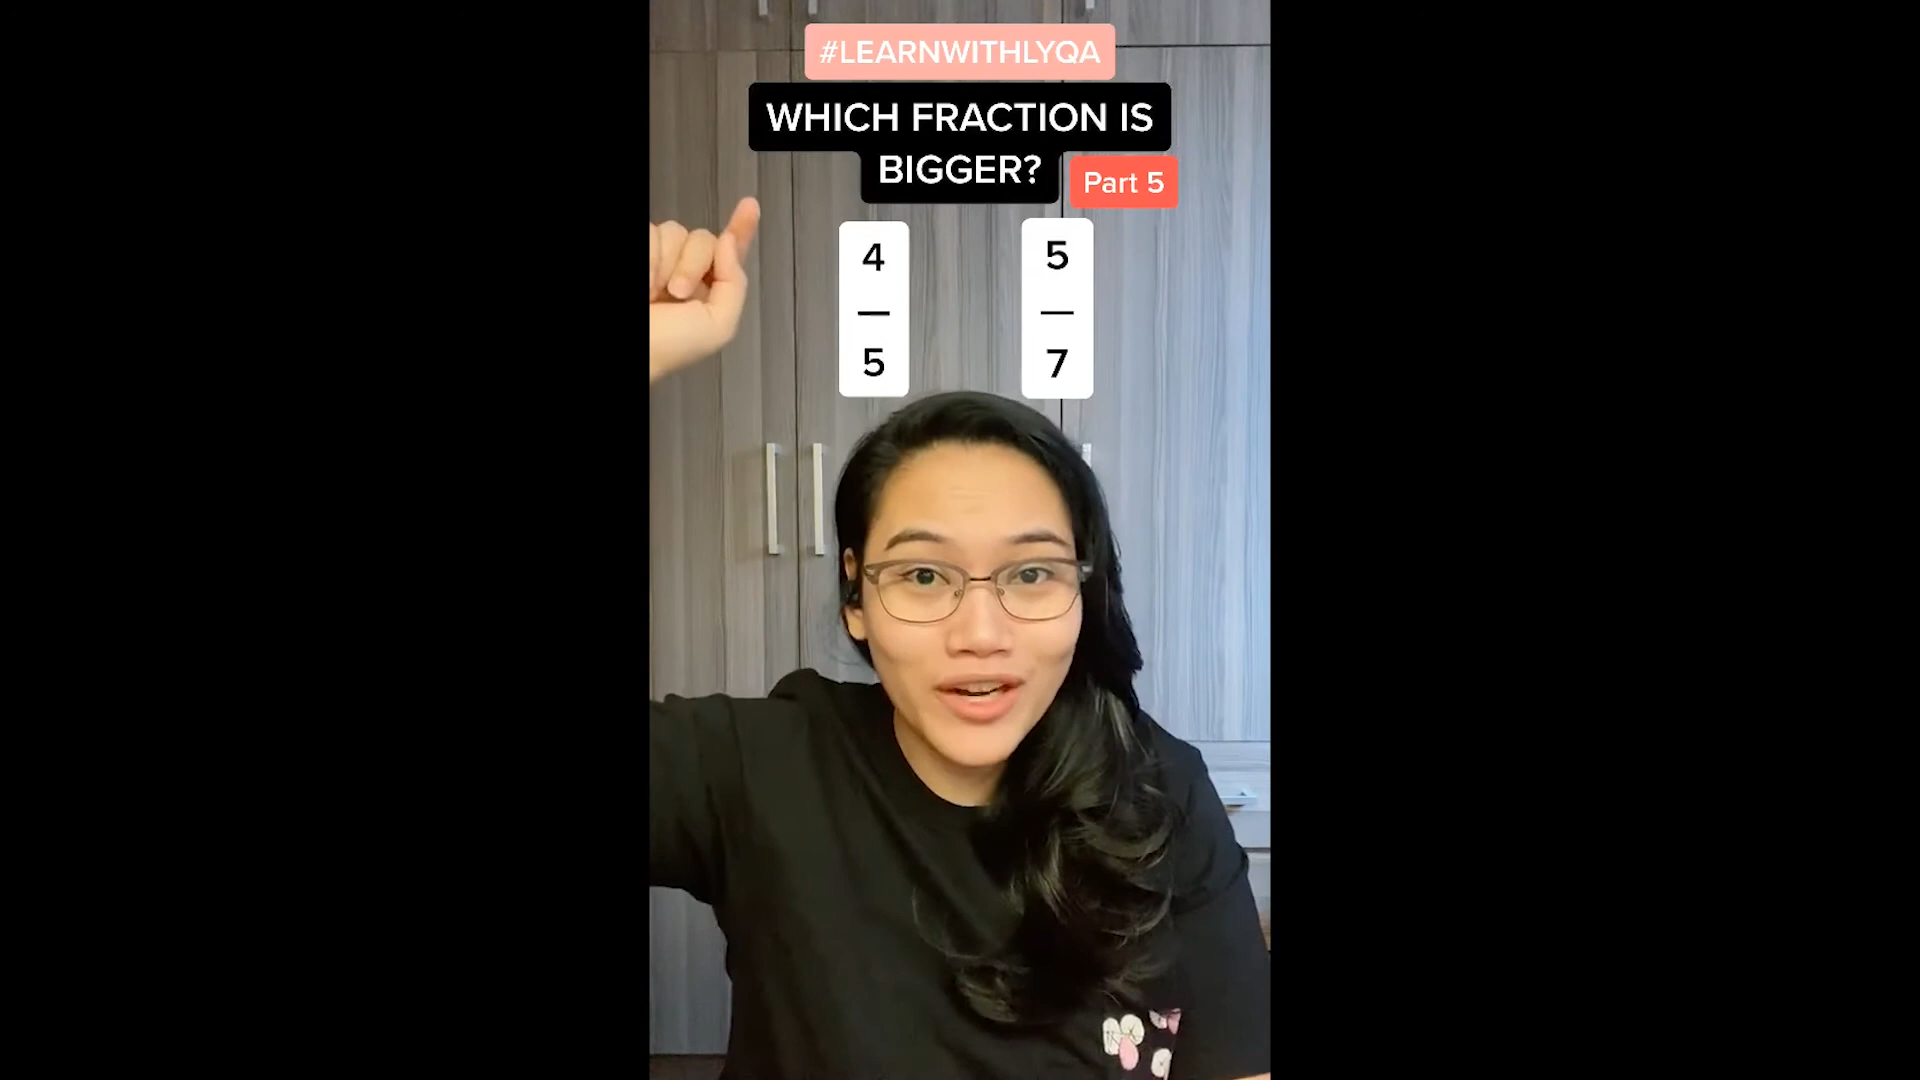 #LEARNWITHLYQA
WHICH FRACTION IS
BIGGER?
Part 5
4
—
5
5
—
7